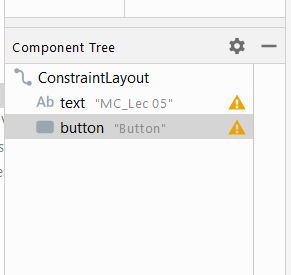 Component Tree
ConstraintLayout
Ab text "MC_Lec 05"
button "Button"